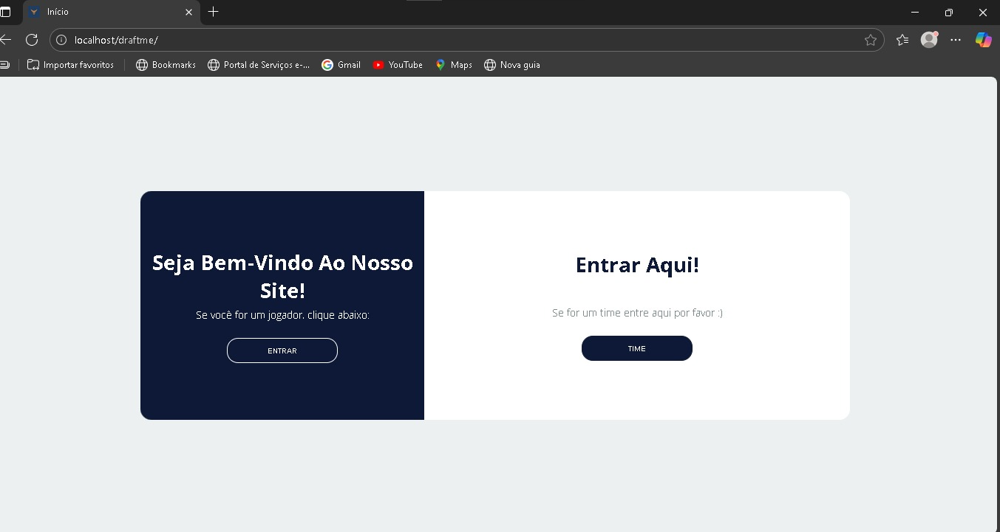 Início
localhost/draftme/
Importar favoritos
Bookmarks
Portal de Serviços e-...
Gmail
YouTube
Maps
Nova guia
Seja Bem-Vindo Ao Nosso
Site!
Se você for um jogador, clique abaixo:
ENTRAR
Entrar Aqui!
Se for um time entre aqui por favor :)
TIME